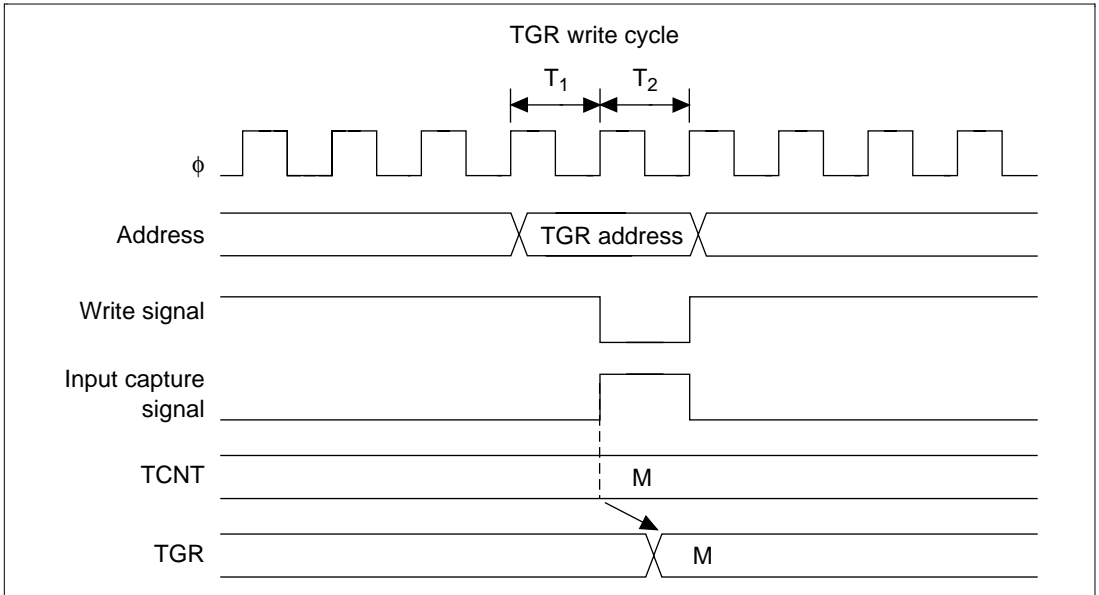 TGR write cycle
T1 T2
ϕ
Address TGR address
Write signal
Input capture
signal
TCNT M
TGR M